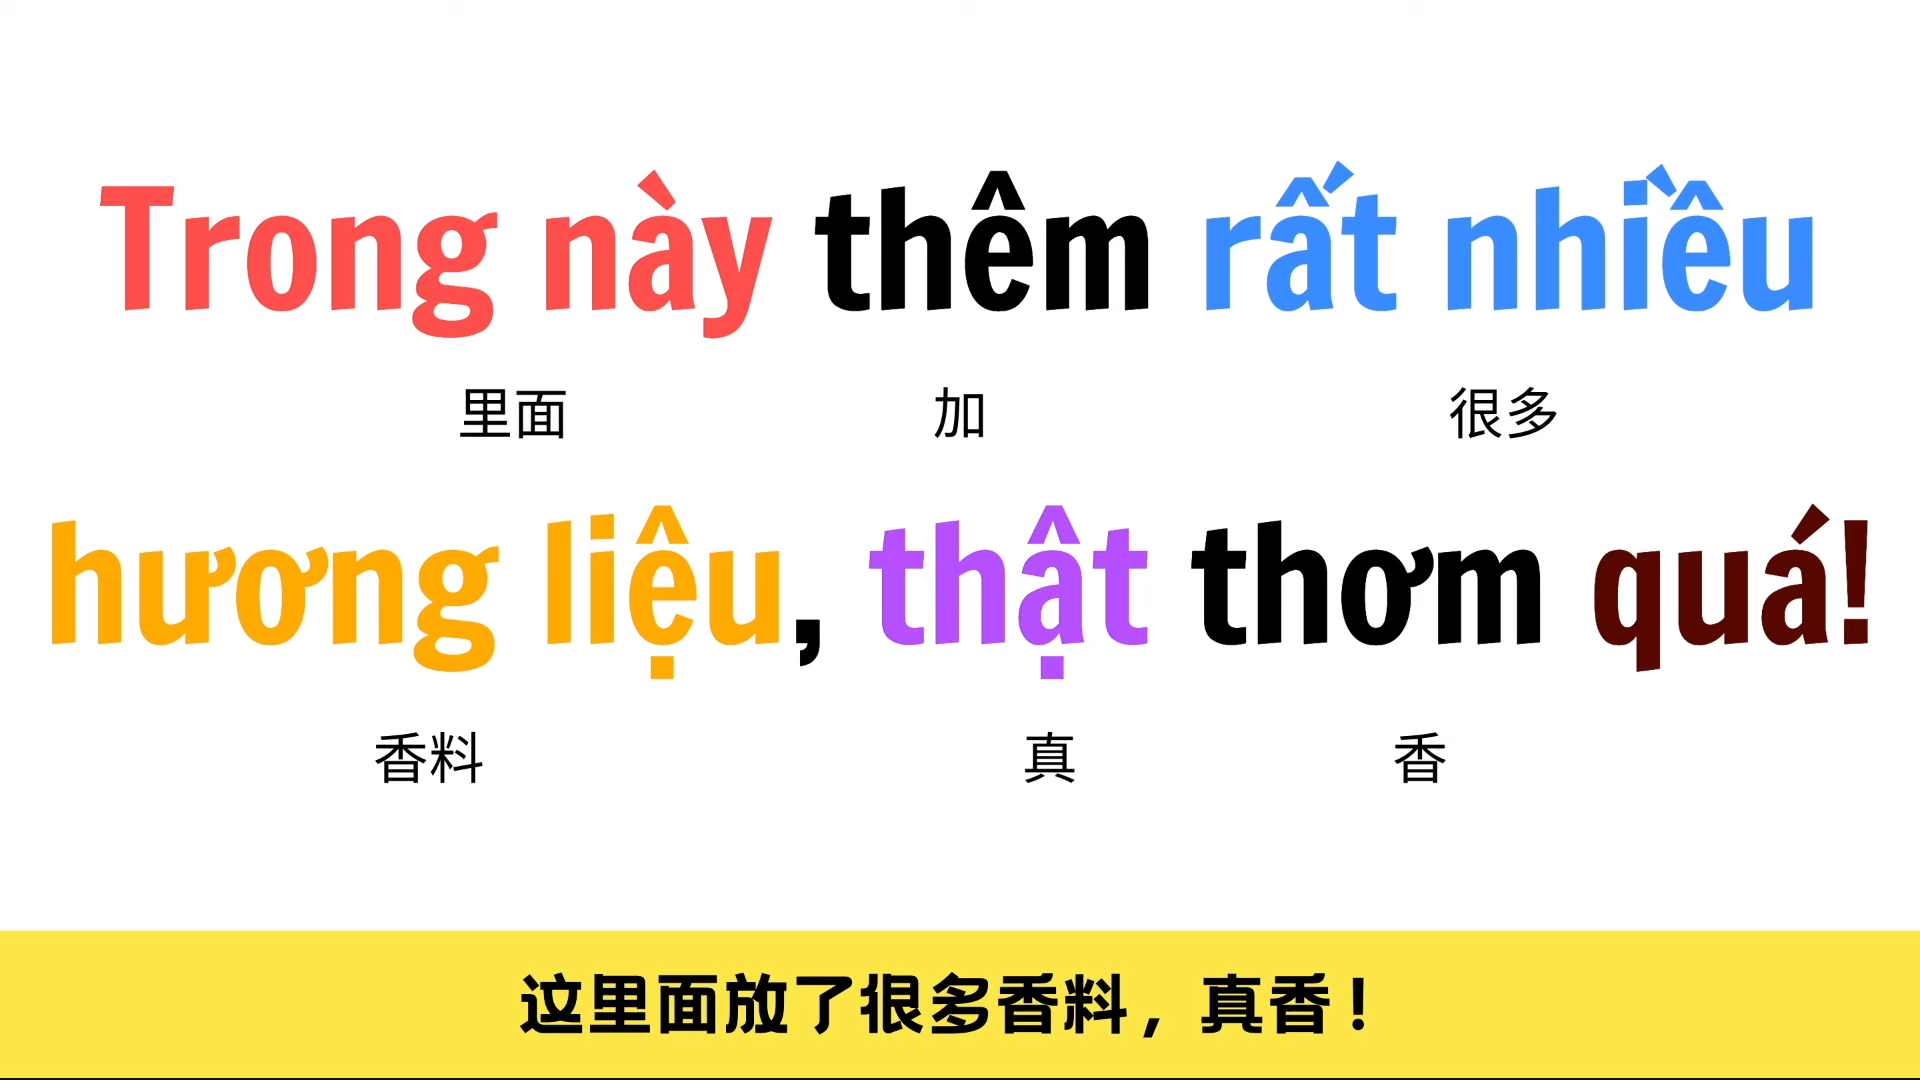 Trong này thêm rất nhiều
里面 加 很多
hương liệu, thật thơm quá!
香料 真 香
这里面放了很多香料，真香！